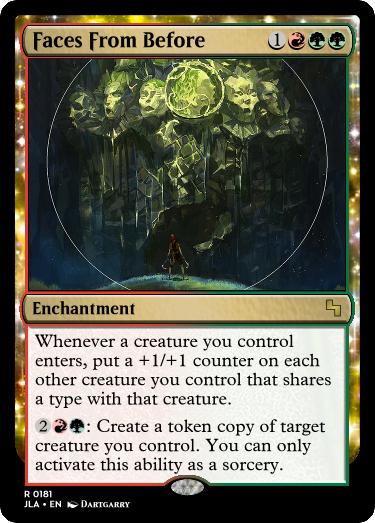 Faces From Before 1
Enchantment
Whenever a creature you control
enters, put a +1/+1 counter on each
other creature you control that shares
a type with that creature.
2 : Create a token copy of target
creature you control. You can only
activate this ability as a sorcery.
R 0181
JLA • EN Dartgarry